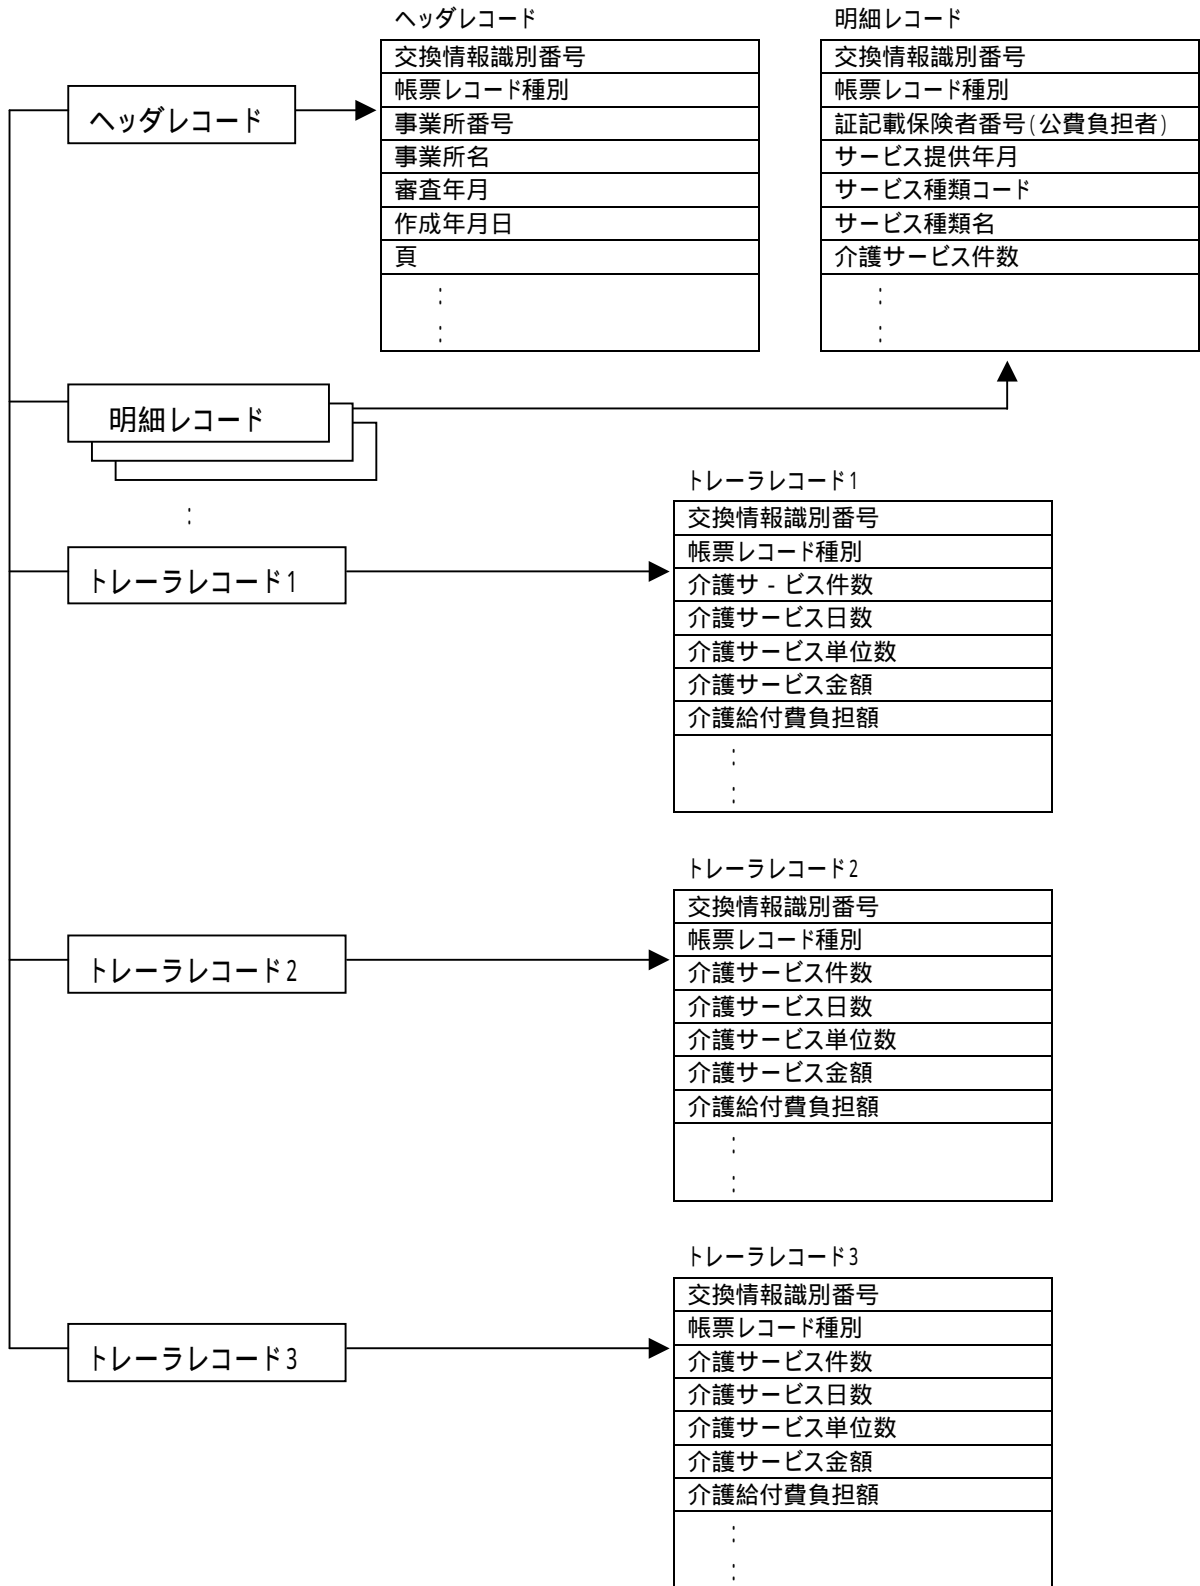 ヘッダレコード
交換情報識別番号
帳票レコード種別
事業所番号
事業所名
審査年月
作成年月日
頁
:
:
明細レコード
交換情報識別番号
帳票レコード種別
証記載保険者番号(公費負担者)
サービス提供年月
サービス種類コード
サービス種類名
介護サービス件数
:
:
ヘッダレコード
明細レコード
:
トレーラレコード1
トレーラレコード1
交換情報識別番号
帳票レコード種別
介護サ-ビス件数
介護サービス日数
介護サービス単位数
介護サービス金額
介護給付費負担額
:
:
トレーラレコード2
トレーラレコード2
交換情報識別番号
帳票レコード種別
介護サービス件数
介護サービス日数
介護サービス単位数
介護サービス金額
介護給付費負担額
:
:
トレーラレコード3
トレーラレコード3
交換情報識別番号
帳票レコード種別
介護サービス件数
介護サービス日数
介護サービス単位数
介護サービス金額
介護給付費負担額
:
: